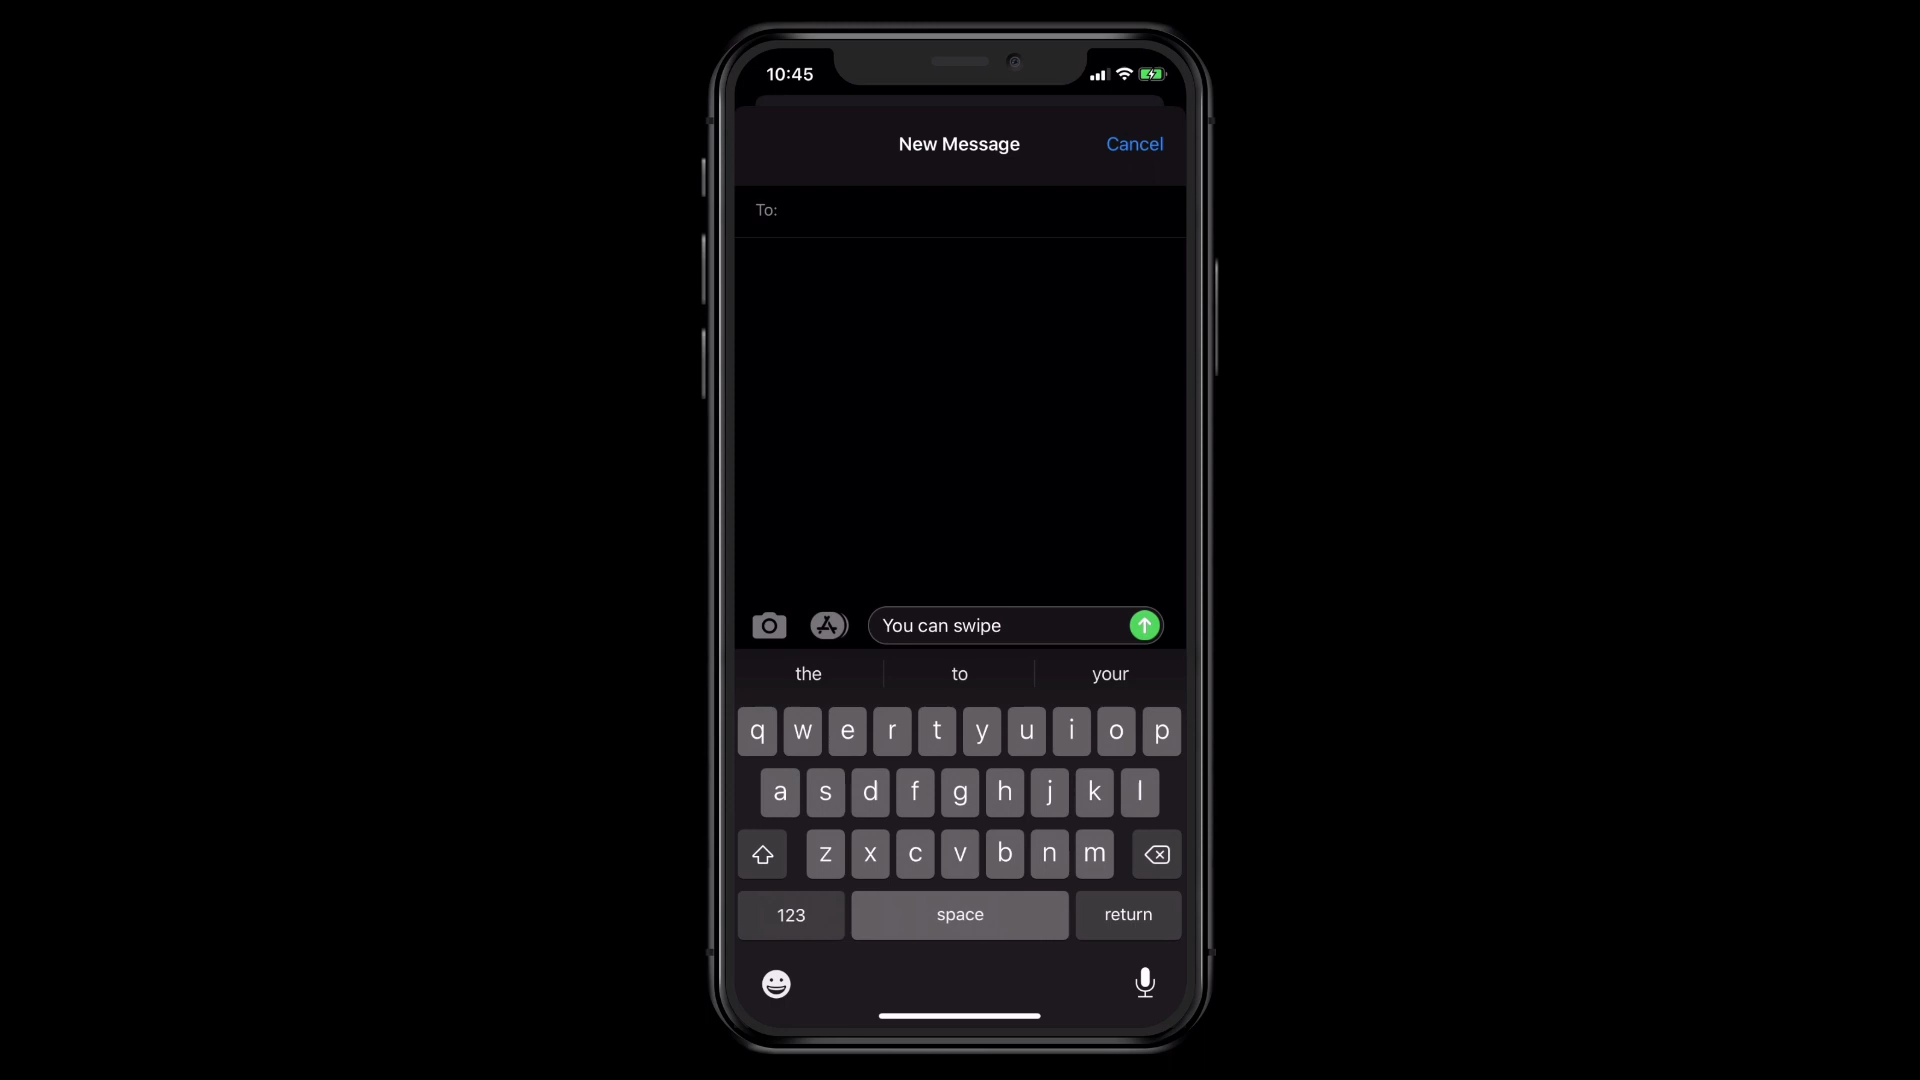 10:45
New Message Cancel
To:
You can swipe
the to your
q w e r t y u i o p
a s d f g h j k l
z x c v b n m
123 space return